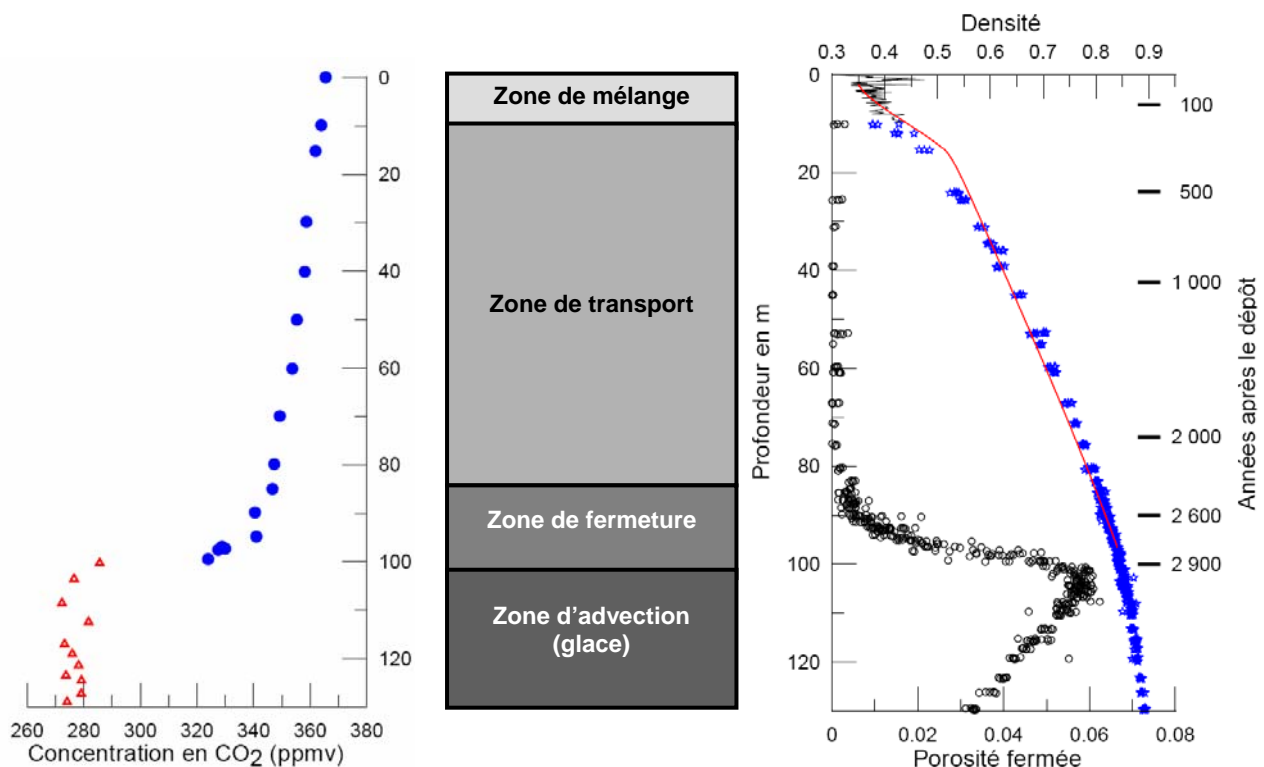 Densité
0.3 0.4 0.5 0.6 0.7 0.8 0.9
0
20
40
60
80
100
120
260 280 300 320 340 360 380
Concentration en CO2 (ppmv)
Zone de mélange
Zone de transport
Zone de fermeture
Zone d’advection
(glace)
Profondeur en m
0
20
40
60
80
100
120
0 0.02 0.04 0.06 0.08
Porosité fermée
100
500
1 000
2 000
2 600
2 900
Années après le dépôt